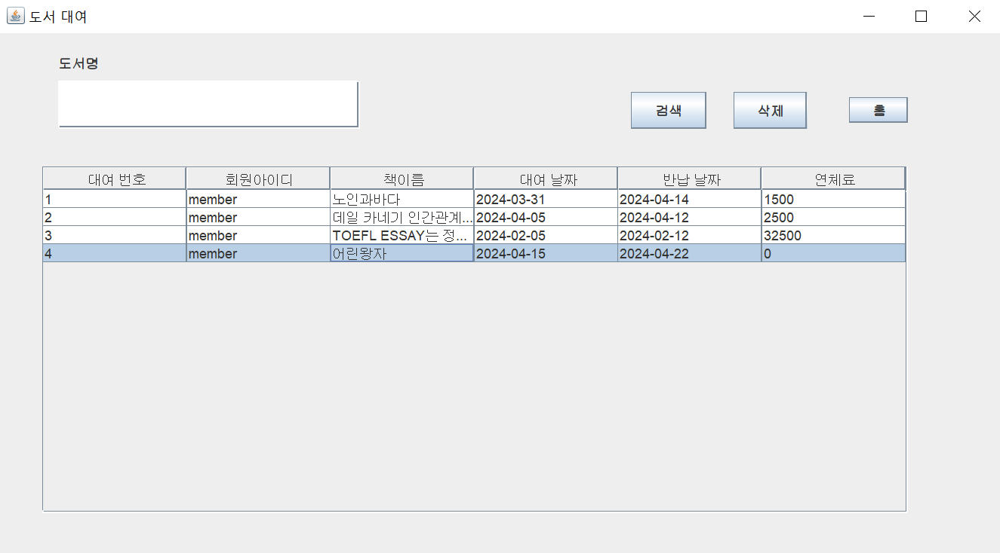 도서 대여
도서명
검색 삭제 홈
대여 번호 회원아이디 책이름 대여 날짜 반납 날짜 연체료
1 member 노인과바다 2024-03-31 2024-04-14 1500
2 member 데일 카네기 인간관계... 2024-04-05 2024-04-12 2500
3 member TOEFL ESSAY는 정... 2024-02-05 2024-02-12 32500
4 member 어린왕자 2024-04-15 2024-04-22 0